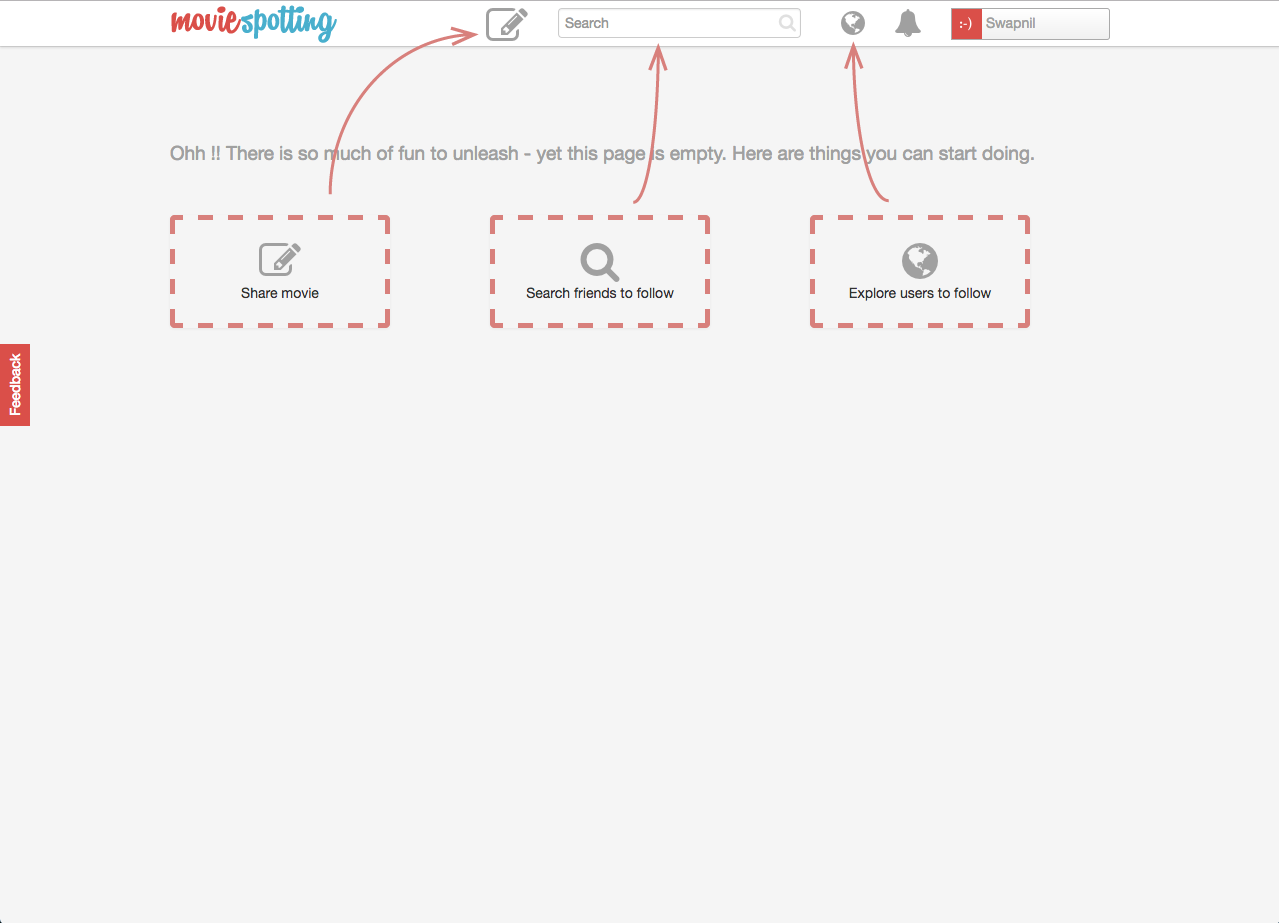 moviespotting
Search
:-)
Swapnil
Ohh !! There is so much of fun to unleash - yet this page is empty. Here are things you can start doing.
Share movie
Search friends to follow
Explore users to follow
Feedback